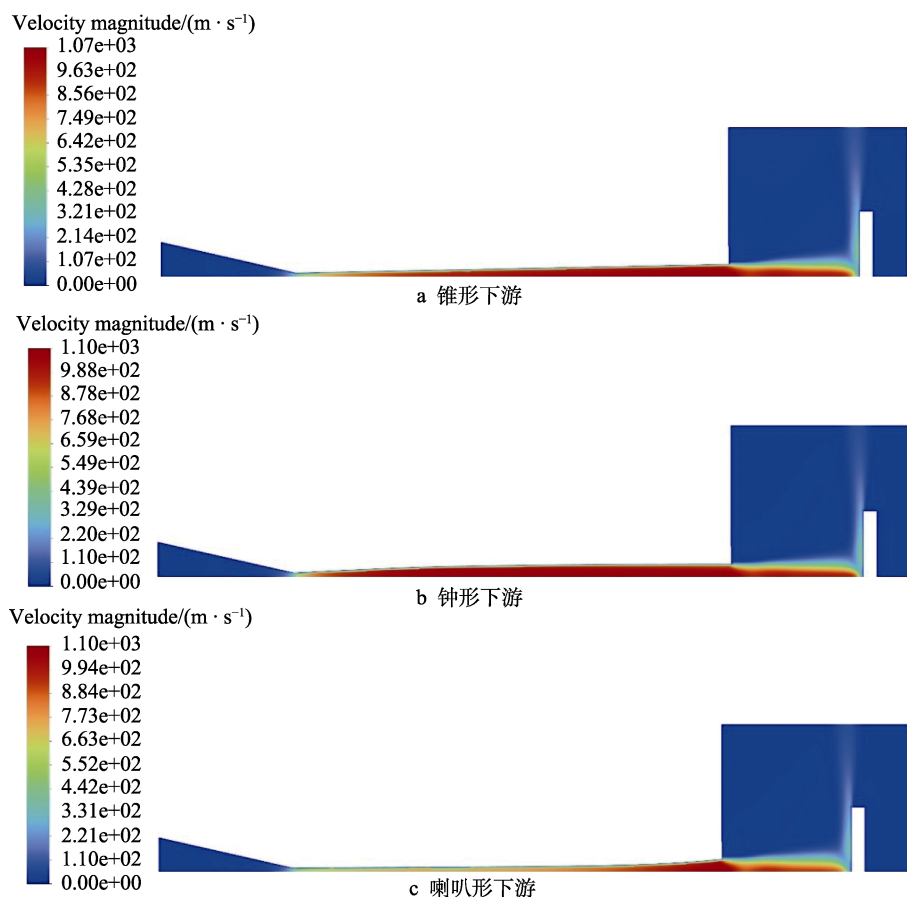 Velocity magnitude/(m · s⁻¹)
1.07e+03
9.63e+02
8.56e+02
7.49e+02
6.42e+02
5.35e+02
4.28e+02
3.21e+02
2.14e+02
1.07e+02
0.00e+00
a 锥形下游
Velocity magnitude/(m · s⁻¹)
1.10e+03
9.88e+02
8.78e+02
7.68e+02
6.59e+02
5.49e+02
4.39e+02
3.29e+02
2.20e+02
1.10e+02
0.00e+00
b 钟形下游
Velocity magnitude/(m · s⁻¹)
1.10e+03
9.94e+02
8.84e+02
7.73e+02
6.63e+02
5.52e+02
4.42e+02
3.31e+02
2.21e+02
1.10e+02
0.00e+00
c 喇叭形下游